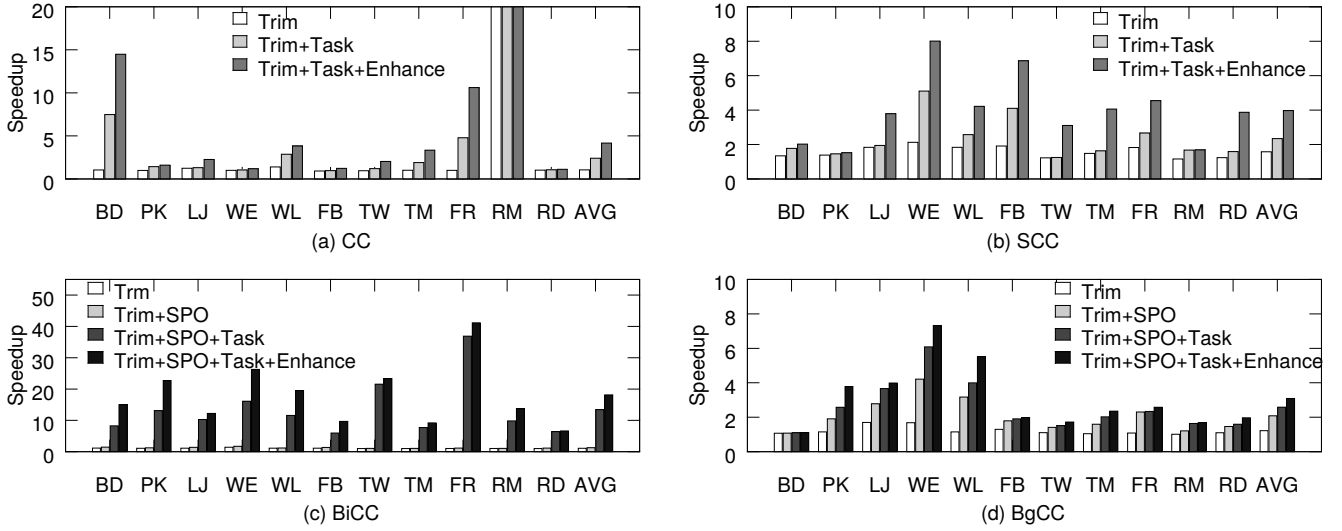 Speedup
20
15
10
5
0
Trim
Trim+Task
Trim+Task+Enhance
BD PK LJ WE WL FB TW TM FR RM RD AVG
(a) CC
Speedup
10
8
6
4
2
0
Trim
Trim+Task
Trim+Task+Enhance
BD PK LJ WE WL FB TW TM FR RM RD AVG
(b) SCC
Speedup
50
40
30
20
10
0
Trm
Trim+SPO
Trim+SPO+Task
Trim+SPO+Task+Enhance
BD PK LJ WE WL FB TW TM FR RM RD AVG
(c) BiCC
Speedup
10
8
6
4
2
0
Trim
Trim+SPO
Trim+SPO+Task
Trim+SPO+Task+Enhance
BD PK LJ WE WL FB TW TM FR RM RD AVG
(d) BgCC